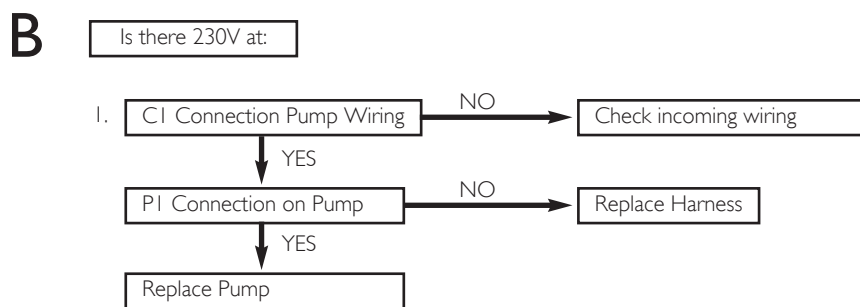 B
Is there 230V at:
1. C1 Connection Pump Wiring NO Check incoming wiring
YES
P1 Connection on Pump NO Replace Harness
YES
Replace Pump